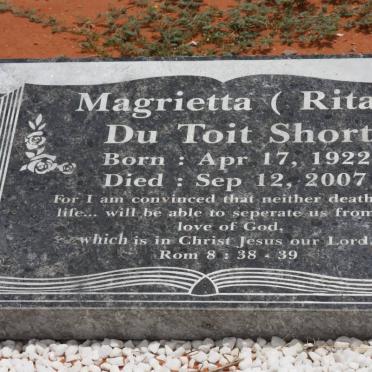 Magrietta ( Rita
Du Toit Short
Born : Apr 17, 1922
Died : Sep 12, 2007
For I am convinced that neither death
life... will be able to seperate us from
love of God,
which is in Christ Jesus our Lord.
Rom 8 : 38 - 39